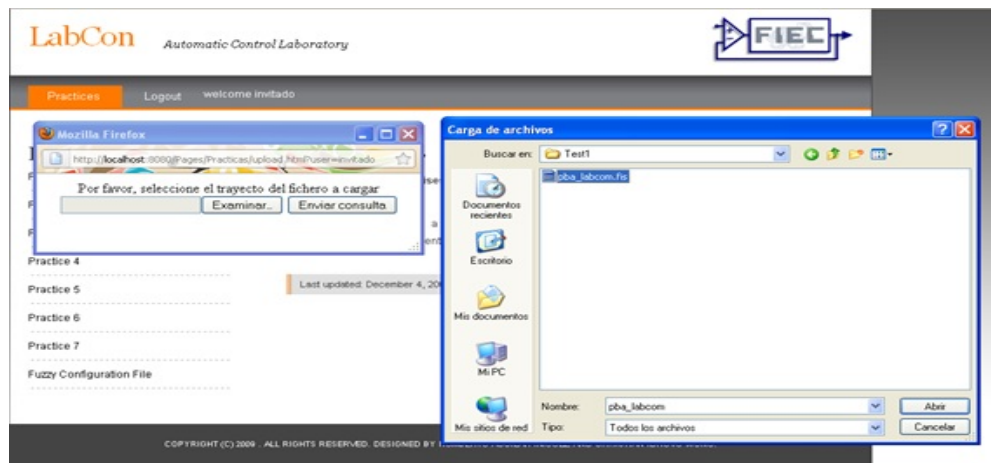 LabCon Automatic Control Laboratory
FIEC
Practices Logout welcome invitado
Mozilla Firefox
http://localhost:8080/Pages/Practices/upload.htm?user=invitado
Por favor, seleccione el trayecto del fichero a cargar
Examinar... Enviar consulta
Practice 4
Practice 5
Practice 6
Practice 7
Fuzzy Configuration File
Last updated: December 4, 20
Carga de archivos
Buscar en: Test1
pba_labcom.fis
Documentos recientes
Escritorio
Mis documentos
Mi PC
Mis sitios de red
Nombre: pba_labcom Abrir
Tipo: Todos los archivos Cancelar
COPYRIGHT (C) 2009 . ALL RIGHTS RESERVED. DESIGNED BY